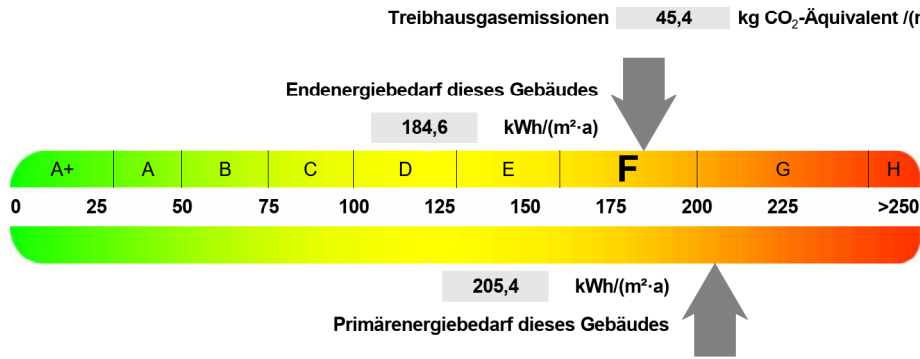 Treibhausgasemissionen 45,4 kg CO₂-Äquivalent /(
Endenergiebedarf dieses Gebäudes
184,6 kWh/(m²·a)
A+ A B C D E F G H
0 25 50 75 100 125 150 175 200 225 >250
205,4 kWh/(m²·a)
Primärenergiebedarf dieses Gebäudes